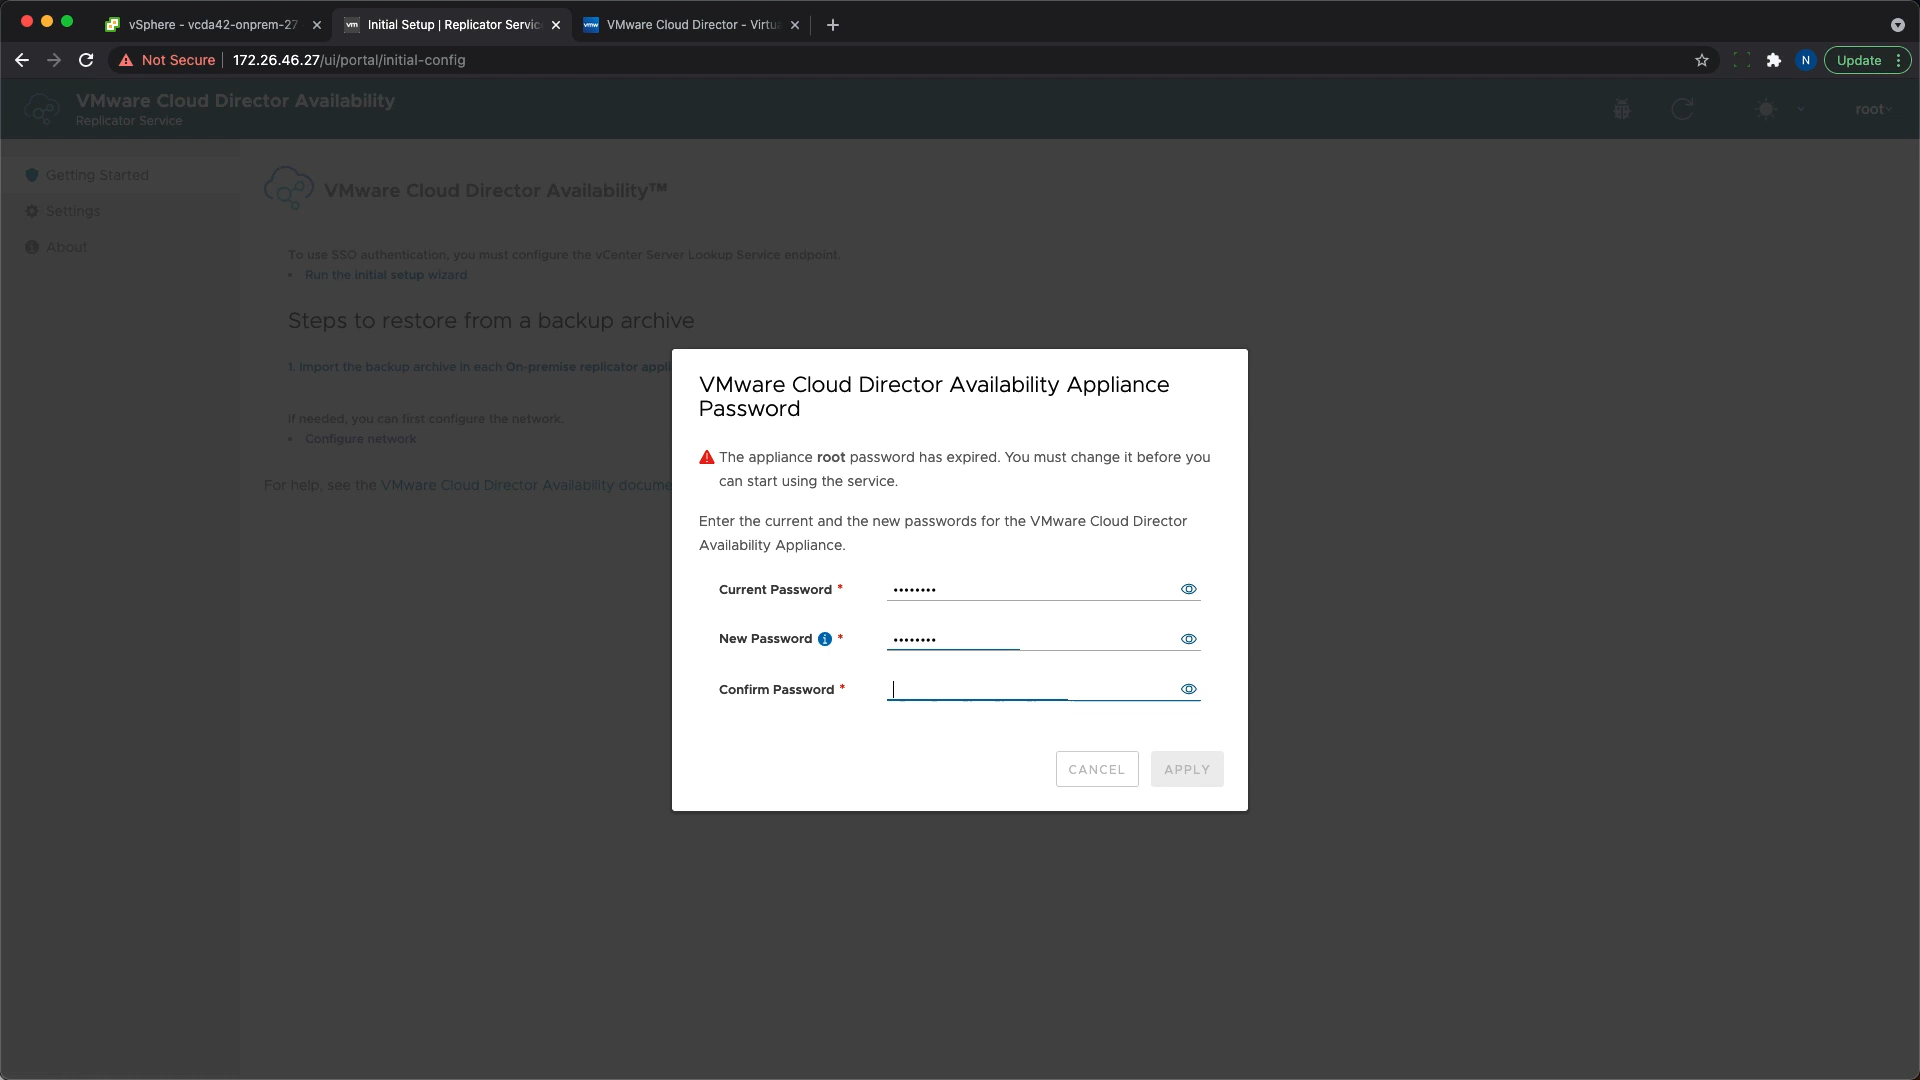 vSphere - vcda42-onprem-27
Initial Setup | Replicator Servic
VMware Cloud Director - Virtu
Not Secure
172.26.46.27/ui/portal/initial-config
N
Update
VMware Cloud Director Availability
Replicator Service
root
Getting Started
Settings
About
VMware Cloud Director Availability™
To use SSO authentication, you must configure the vCenter Server Lookup Service endpoint.
• Run the initial setup wizard
Steps to restore from a backup archive
1. Import the backup archive in each On-premise replicator appli
If needed, you can first configure the network.
• Configure network
For help, see the VMware Cloud Director Availability docume
VMware Cloud Director Availability Appliance
Password
The appliance root password has expired. You must change it before you
can start using the service.
Enter the current and the new passwords for the VMware Cloud Director
Availability Appliance.
Current Password * ••••••••
New Password * ••••••••
Confirm Password *
CANCEL
APPLY